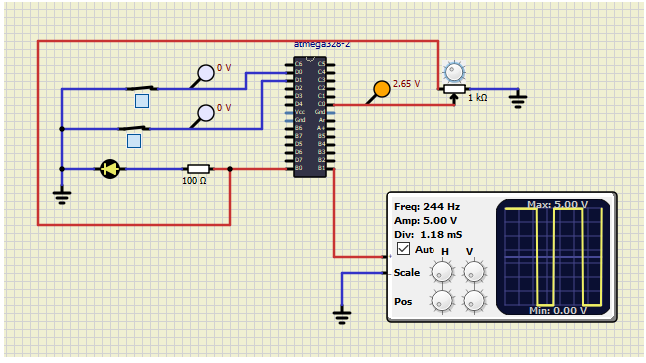 atmega328-2
0 V
0 V
C6
D0
D1
D2
D3
D4
Vcc
Gnd
B6
B7
D5
D6
D7
B0
C5
C4
C3
C2
C1
C0
Gnd
Ar
A+
B5
B4
B3
B2
B1
2.65 V
1 kΩ
100 Ω
Freq: 244 Hz
Amp: 5.00 V
Div: 1.18 mS
Aut
H V
Scale
Pos
+
-
Max: 5.00 V
Min: 0.00 V